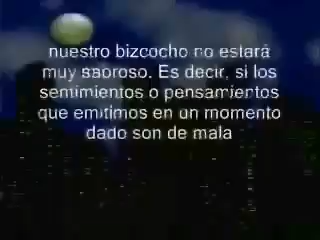 nuestro bizcocho no estará
muy sabroso. Es decir, si los
sentimientos o pensamientos
que emitimos en un momento
dado son de mala